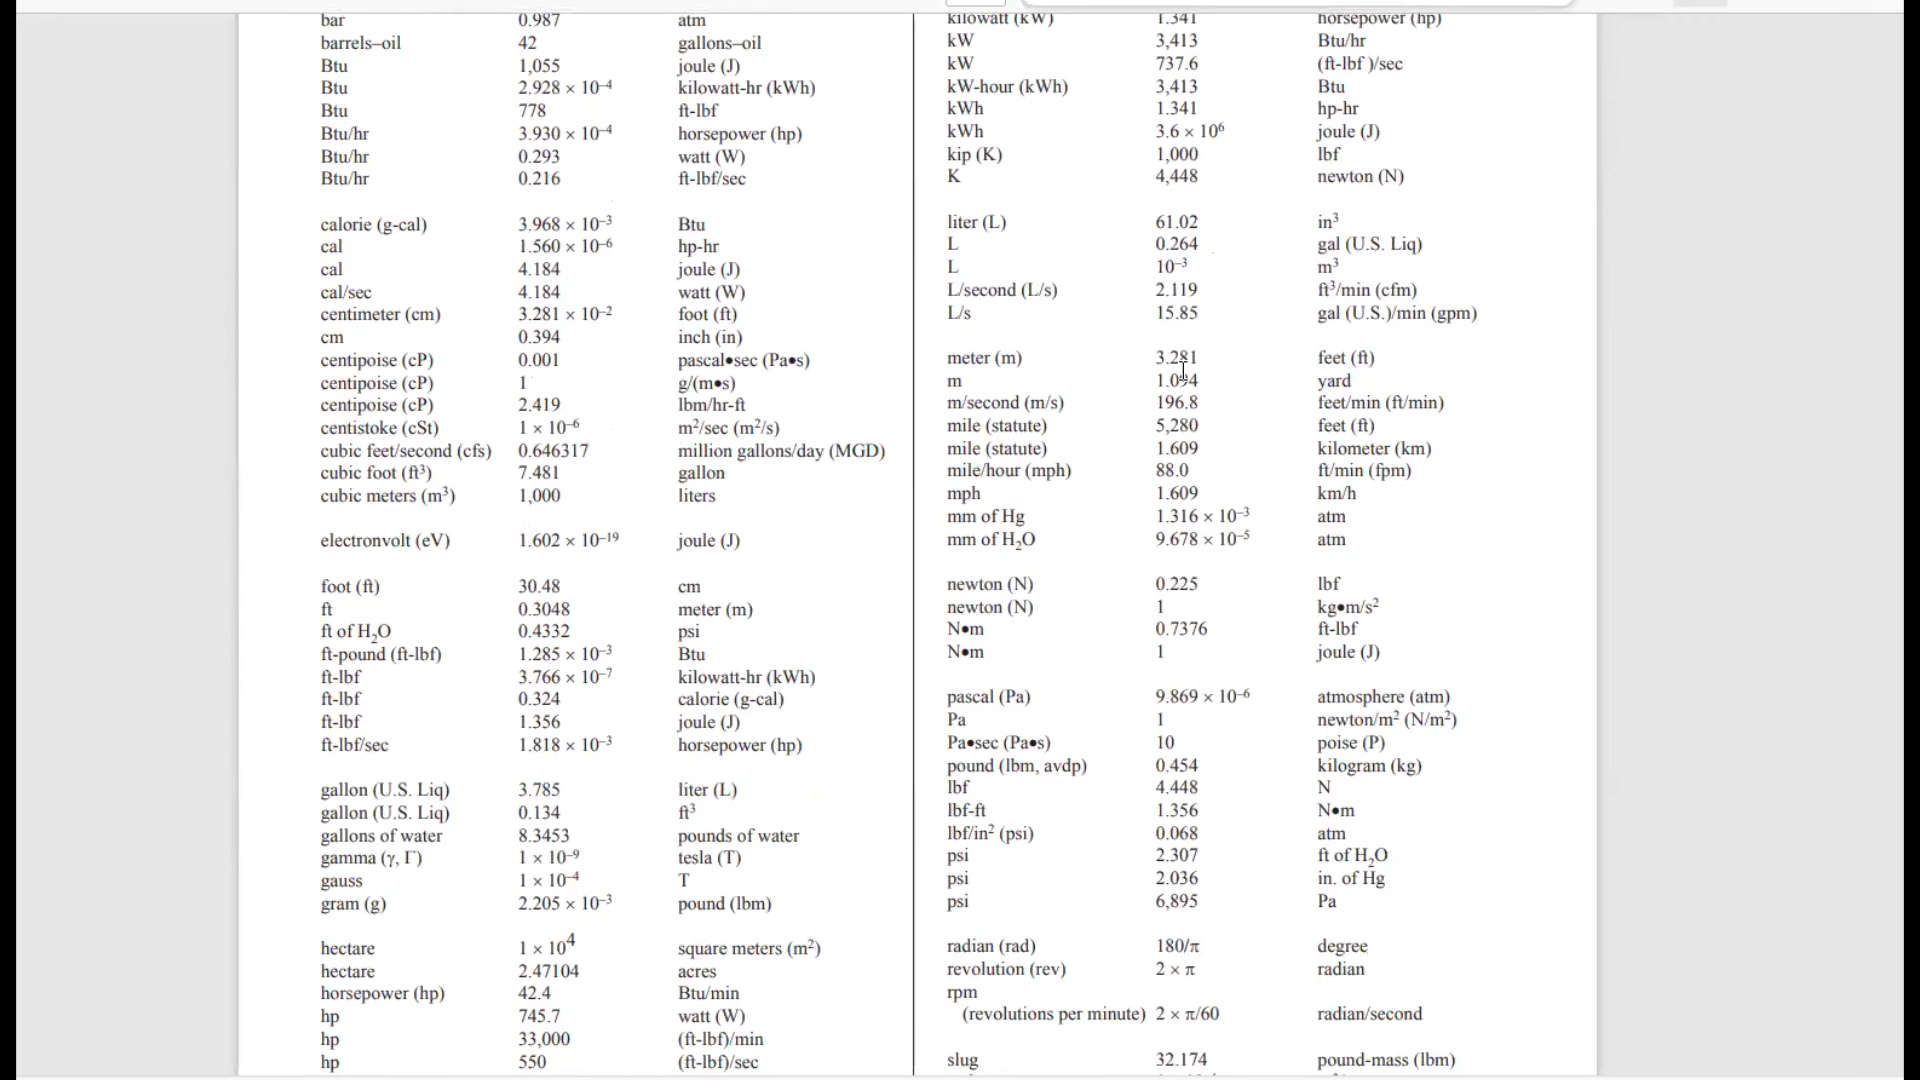 bar 0.987 atm
barrels–oil 42 gallons–oil
Btu 1,055 joule (J)
Btu 2.928 × 10–4 kilowatt-hr (kWh)
Btu 778 ft-lbf
Btu/hr 3.930 × 10–4 horsepower (hp)
Btu/hr 0.293 watt (W)
Btu/hr 0.216 ft-lbf/sec
calorie (g-cal) 3.968 × 10–3 Btu
cal 1.560 × 10–6 hp-hr
cal 4.184 joule (J)
cal/sec 4.184 watt (W)
centimeter (cm) 3.281 × 10–2 foot (ft)
cm 0.394 inch (in)
centipoise (cP) 0.001 pascal•sec (Pa•s)
centipoise (cP) 1 g/(m•s)
centipoise (cP) 2.419 lbm/hr-ft
centistoke (cSt) 1 × 10–6 m2/sec (m2/s)
cubic feet/second (cfs) 0.646317 million gallons/day (MGD)
cubic foot (ft3) 7.481 gallon
cubic meters (m3) 1,000 liters
electronvolt (eV) 1.602 × 10–19 joule (J)
foot (ft) 30.48 cm
ft 0.3048 meter (m)
ft of H2O 0.4332 psi
ft-pound (ft-lbf) 1.285 × 10–3 Btu
ft-lbf 3.766 × 10–7 kilowatt-hr (kWh)
ft-lbf 0.324 calorie (g-cal)
ft-lbf 1.356 joule (J)
ft-lbf/sec 1.818 × 10–3 horsepower (hp)
gallon (U.S. Liq) 3.785 liter (L)
gallon (U.S. Liq) 0.134 ft3
gallons of water 8.3453 pounds of water
gamma (γ, Γ) 1 × 10–9 tesla (T)
gauss 1 × 10–4 T
gram (g) 2.205 × 10–3 pound (lbm)
hectare 1 × 104 square meters (m2)
hectare 2.47104 acres
horsepower (hp) 42.4 Btu/min
hp 745.7 watt (W)
hp 33,000 (ft-lbf)/min
hp 550 (ft-lbf)/sec
kilowatt (kW) 1.341 horsepower (hp)
kW 3,413 Btu/hr
kW 737.6 (ft-lbf )/sec
kW-hour (kWh) 3,413 Btu
kWh 1.341 hp-hr
kWh 3.6 × 106 joule (J)
kip (K) 1,000 lbf
K 4,448 newton (N)
liter (L) 61.02 in3
L 0.264 gal (U.S. Liq)
L 10–3 m3
L/second (L/s) 2.119 ft3/min (cfm)
L/s 15.85 gal (U.S.)/min (gpm)
meter (m) 3.281 feet (ft)
m 1.094 yard
m/second (m/s) 196.8 feet/min (ft/min)
mile (statute) 5,280 feet (ft)
mile (statute) 1.609 kilometer (km)
mile/hour (mph) 88.0 ft/min (fpm)
mph 1.609 km/h
mm of Hg 1.316 × 10–3 atm
mm of H2O 9.678 × 10–5 atm
newton (N) 0.225 lbf
newton (N) 1 kg•m/s2
N•m 0.7376 ft-lbf
N•m 1 joule (J)
pascal (Pa) 9.869 × 10–6 atmosphere (atm)
Pa 1 newton/m2 (N/m2)
Pa•sec (Pa•s) 10 poise (P)
pound (lbm, avdp) 0.454 kilogram (kg)
lbf 4.448 N
lbf-ft 1.356 N•m
lbf/in2 (psi) 0.068 atm
psi 2.307 ft of H2O
psi 2.036 in. of Hg
psi 6,895 Pa
radian (rad) 180/π degree
revolution (rev) 2 × π radian
rpm
(revolutions per minute) 2 × π/60 radian/second
slug 32.174 pound-mass (lbm)